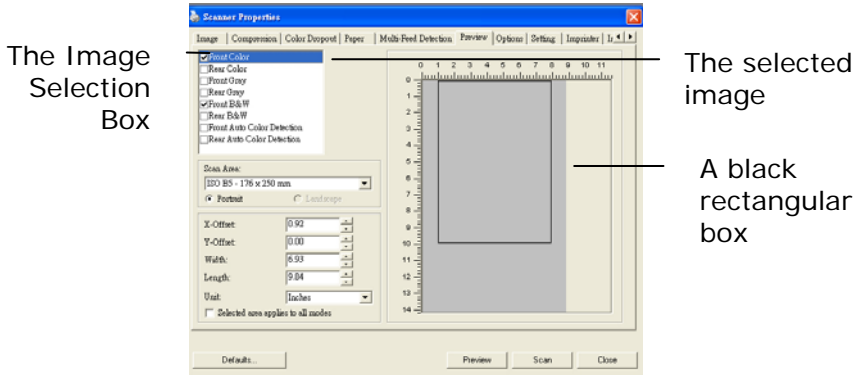 The Image
Selection
Box
Scanner Properties
Image | Compression | Color Dropout | Paper | Multi-Feed Detection | Preview | Options | Setting | Imprinter |
Front Color
Rear Color
Front Gray
Rear Gray
Front B&W
Rear B&W
Front Auto Color Detection
Rear Auto Color Detection
Scan Area:
ISO B5 - 176 x 250 mm
Portrait Landscape
X-Offset: 0.92
Y-Offset: 0.00
Width: 6.93
Length: 9.84
Unit: Inches
Selected area applies to all modes
0 1 2 3 4 5 6 7 8 9 10 11
0
1
2
3
4
5
6
7
8
9
10
11
12
13
14
Defaults... Preview Scan Close
The selected
image
A black
rectangular
box